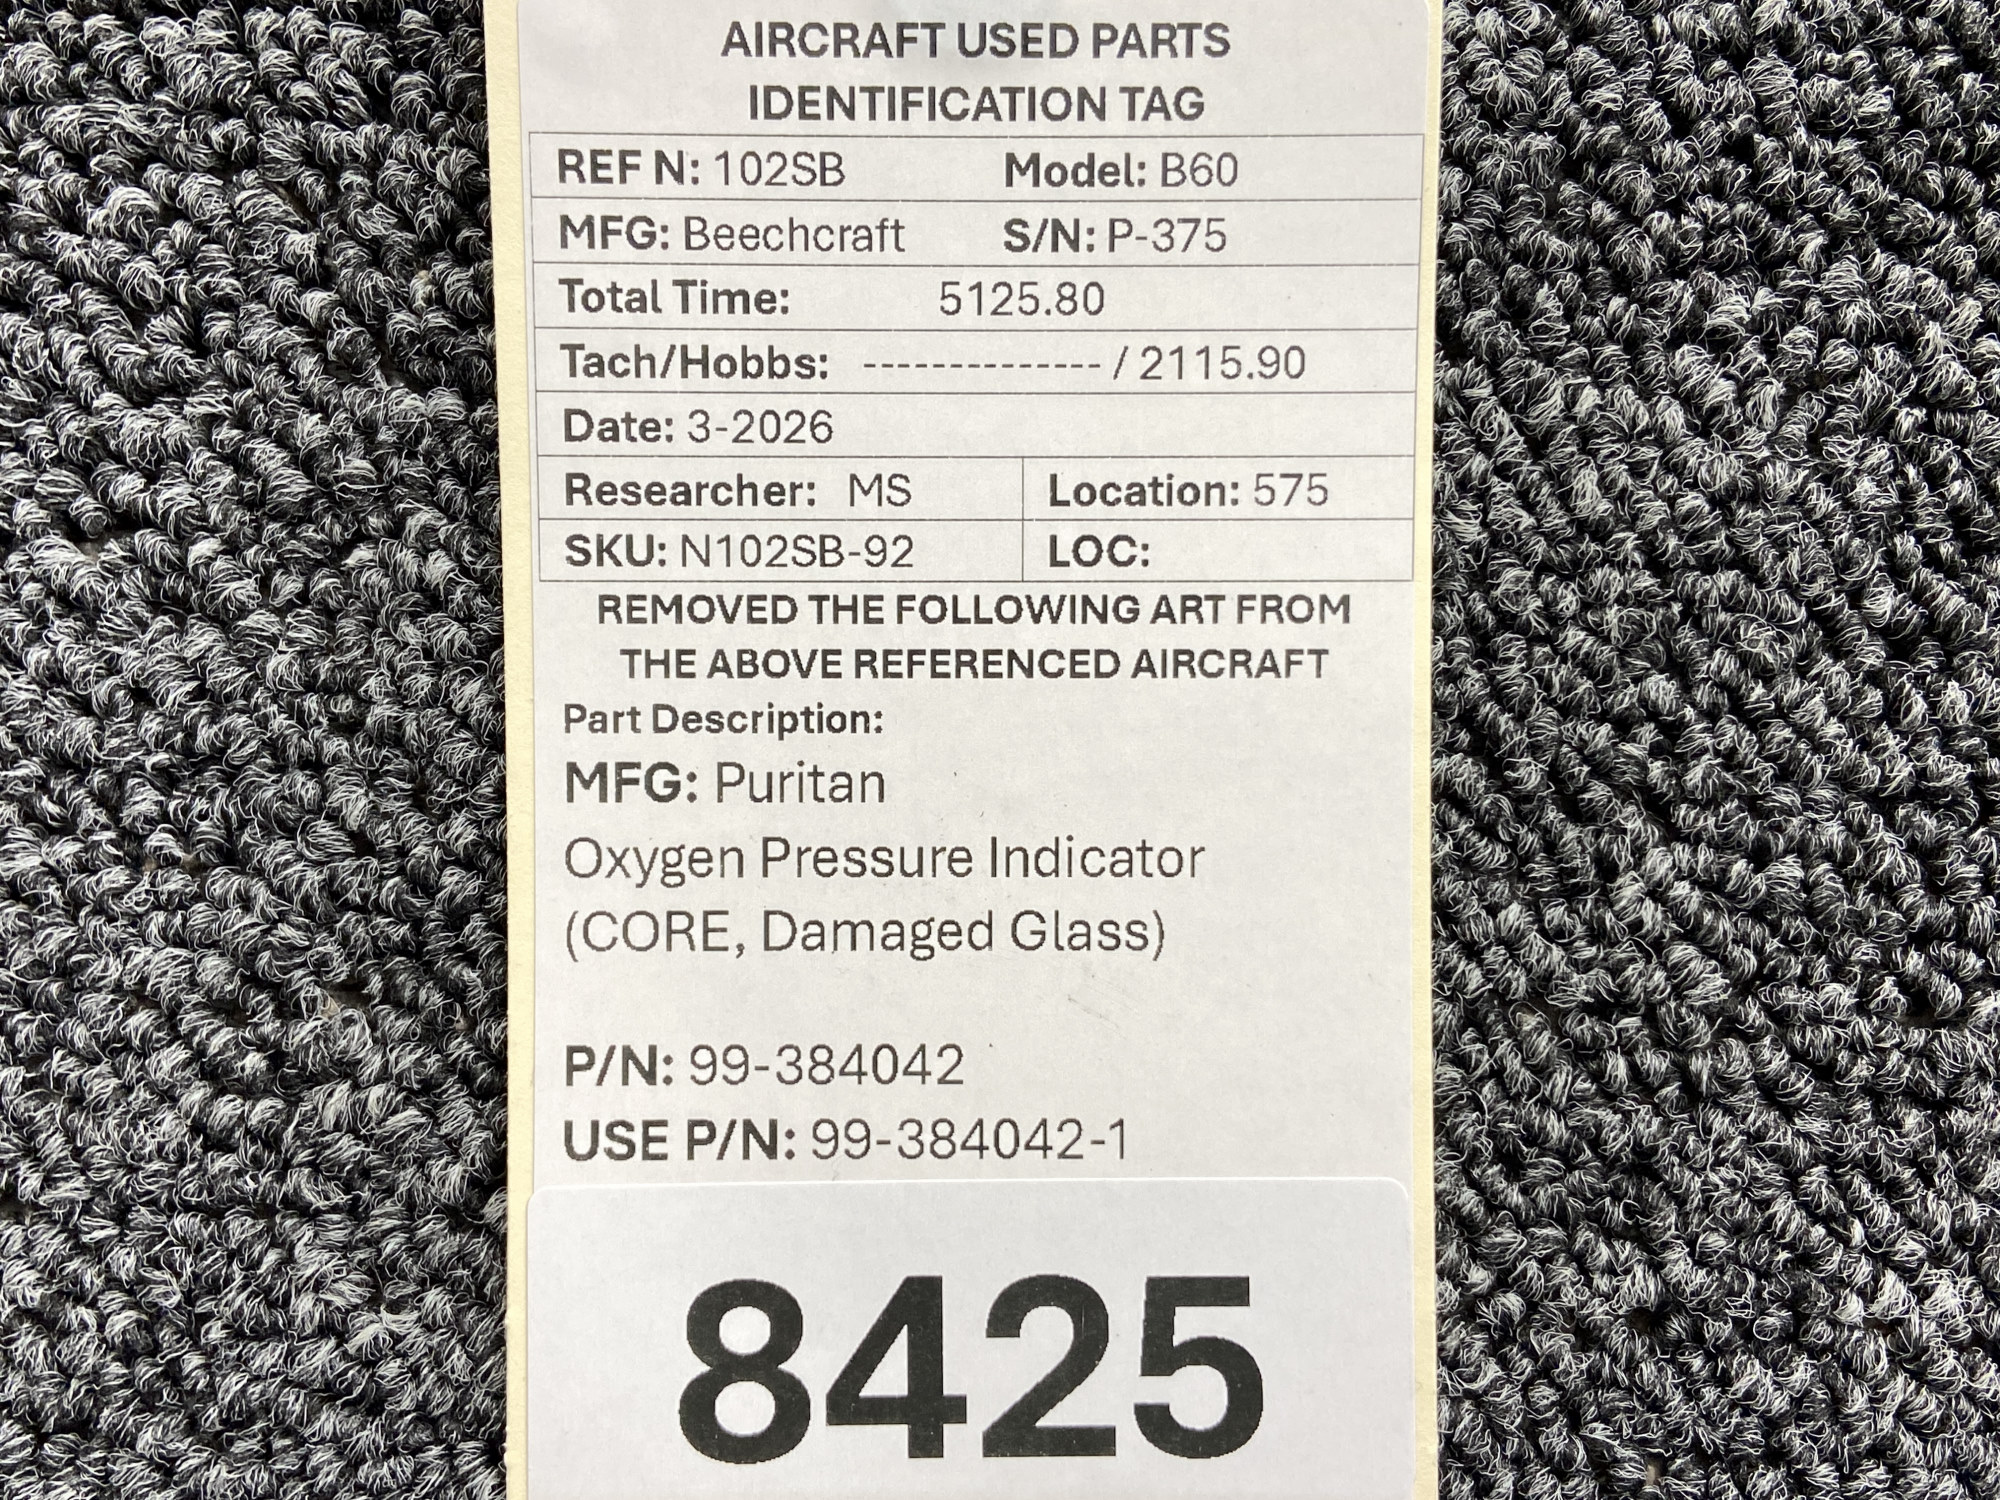 AIRCRAFT USED PARTS
IDENTIFICATION TAG
REF N: 102SB Model: B60
MFG: Beechcraft S/N: P-375
Total Time: 5125.80
Tach/Hobbs: -------------- / 2115.90
Date: 3-2026
Researcher: MS Location: 575
SKU: N102SB-92 LOC:
REMOVED THE FOLLOWING ART FROM
THE ABOVE REFERENCED AIRCRAFT
Part Description:
MFG: Puritan
Oxygen Pressure Indicator
(CORE, Damaged Glass)
P/N: 99-384042
USE P/N: 99-384042-1
8425